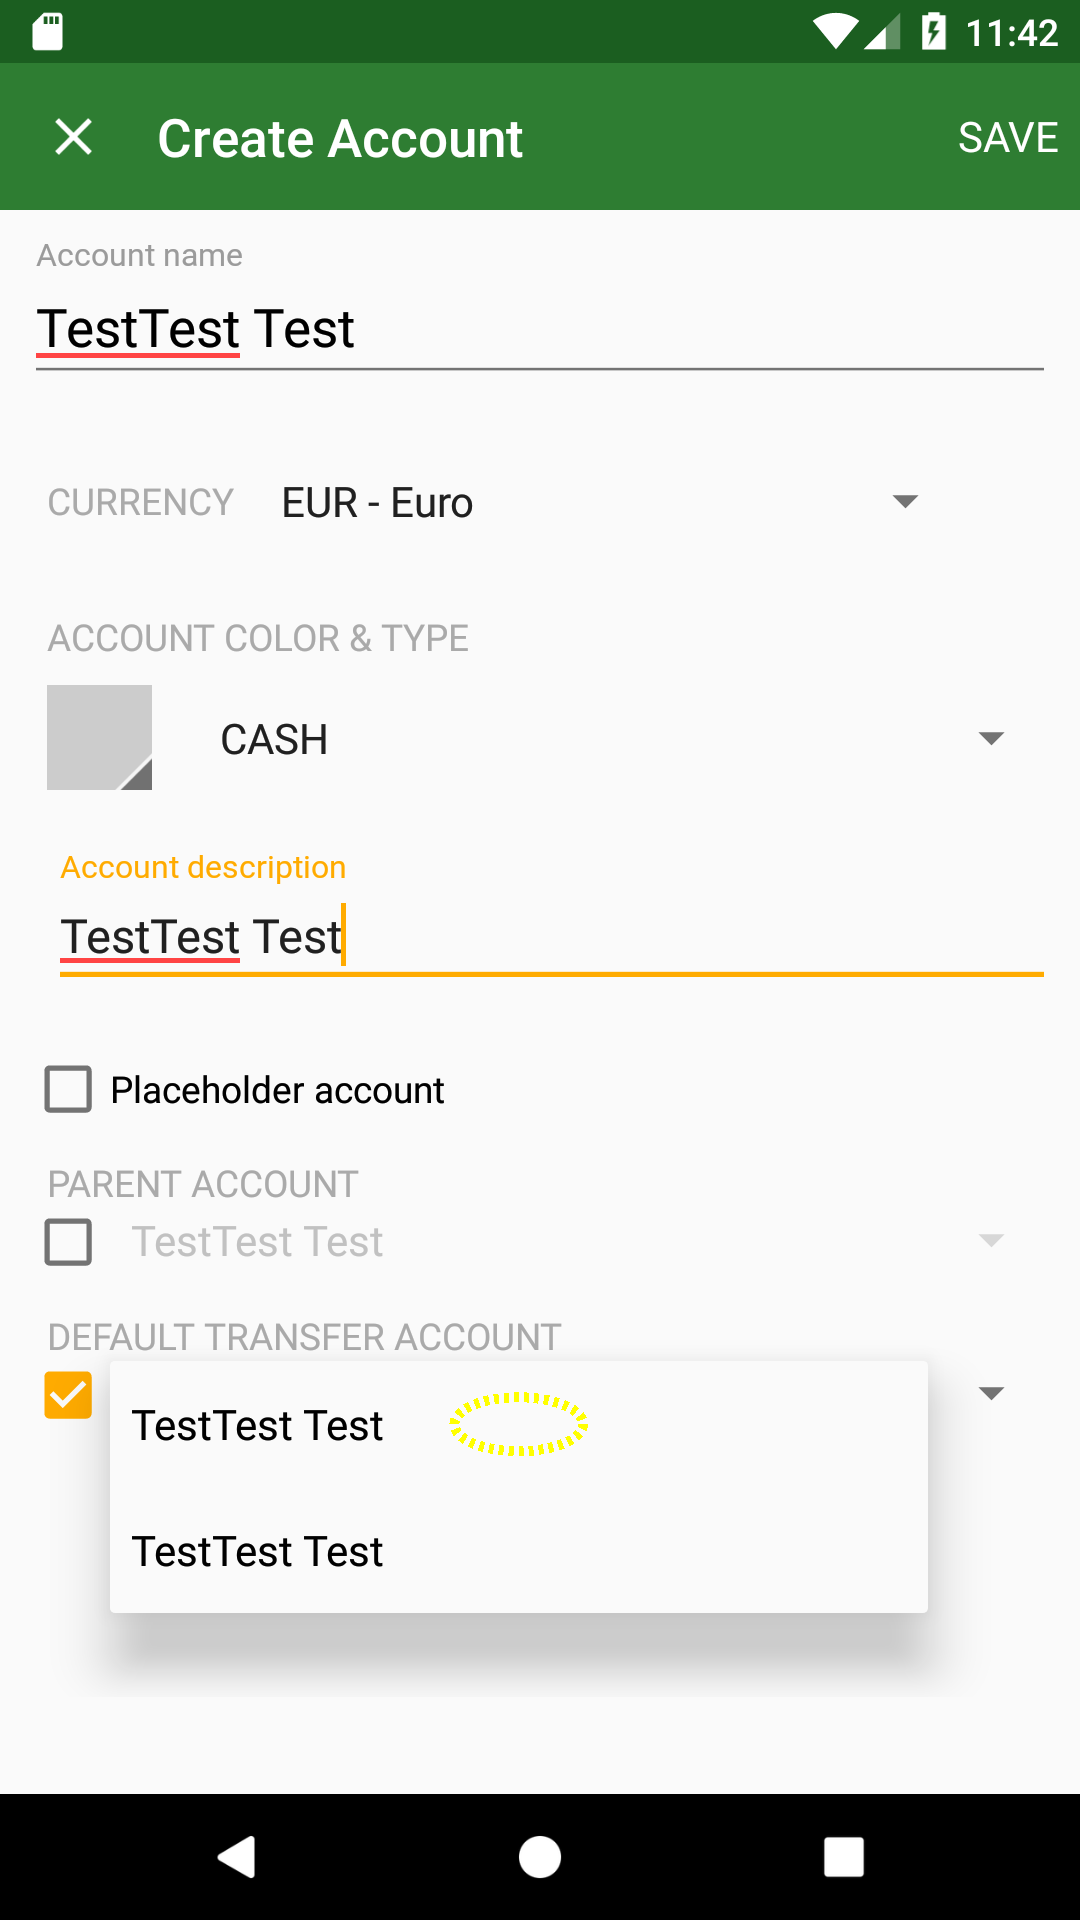 11:42
Create Account SAVE
Account name
TestTest Test
CURRENCY EUR - Euro
ACCOUNT COLOR & TYPE
CASH
Account description
TestTest Test
Placeholder account
PARENT ACCOUNT
TestTest Test
DEFAULT TRANSFER ACCOUNT
TestTest Test
TestTest Test